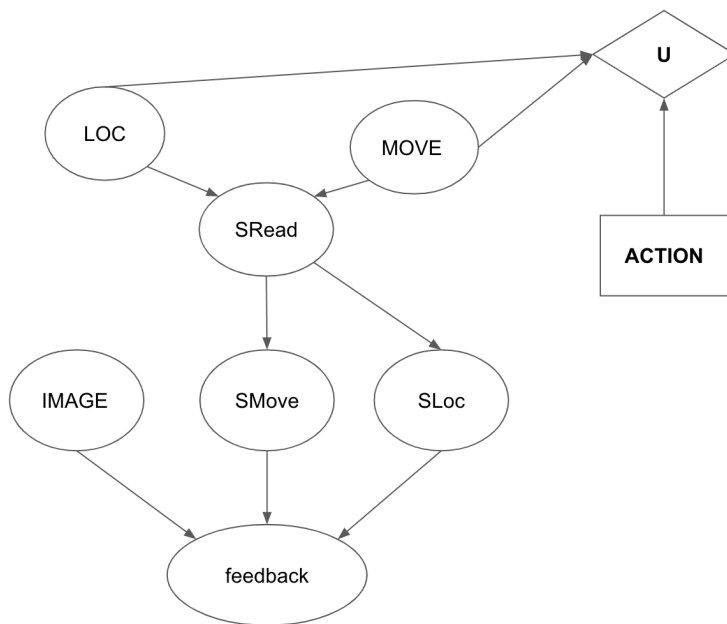 U
LOC
MOVE
SRead
ACTION
IMAGE
SMove
SLoc
feedback